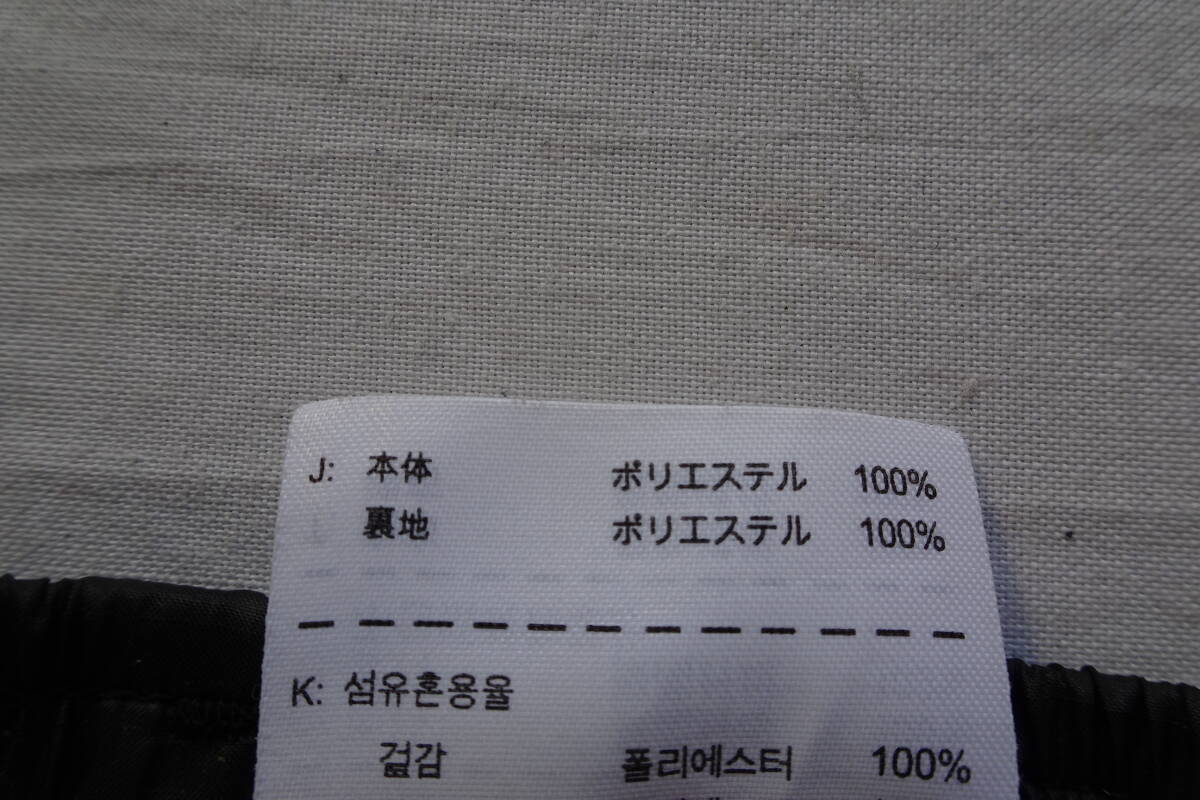 J: 本体 ポリエステル 100%
裏地 ポリエステル 100%
K: 섬유혼용율
겉감 폴리에스터 100%